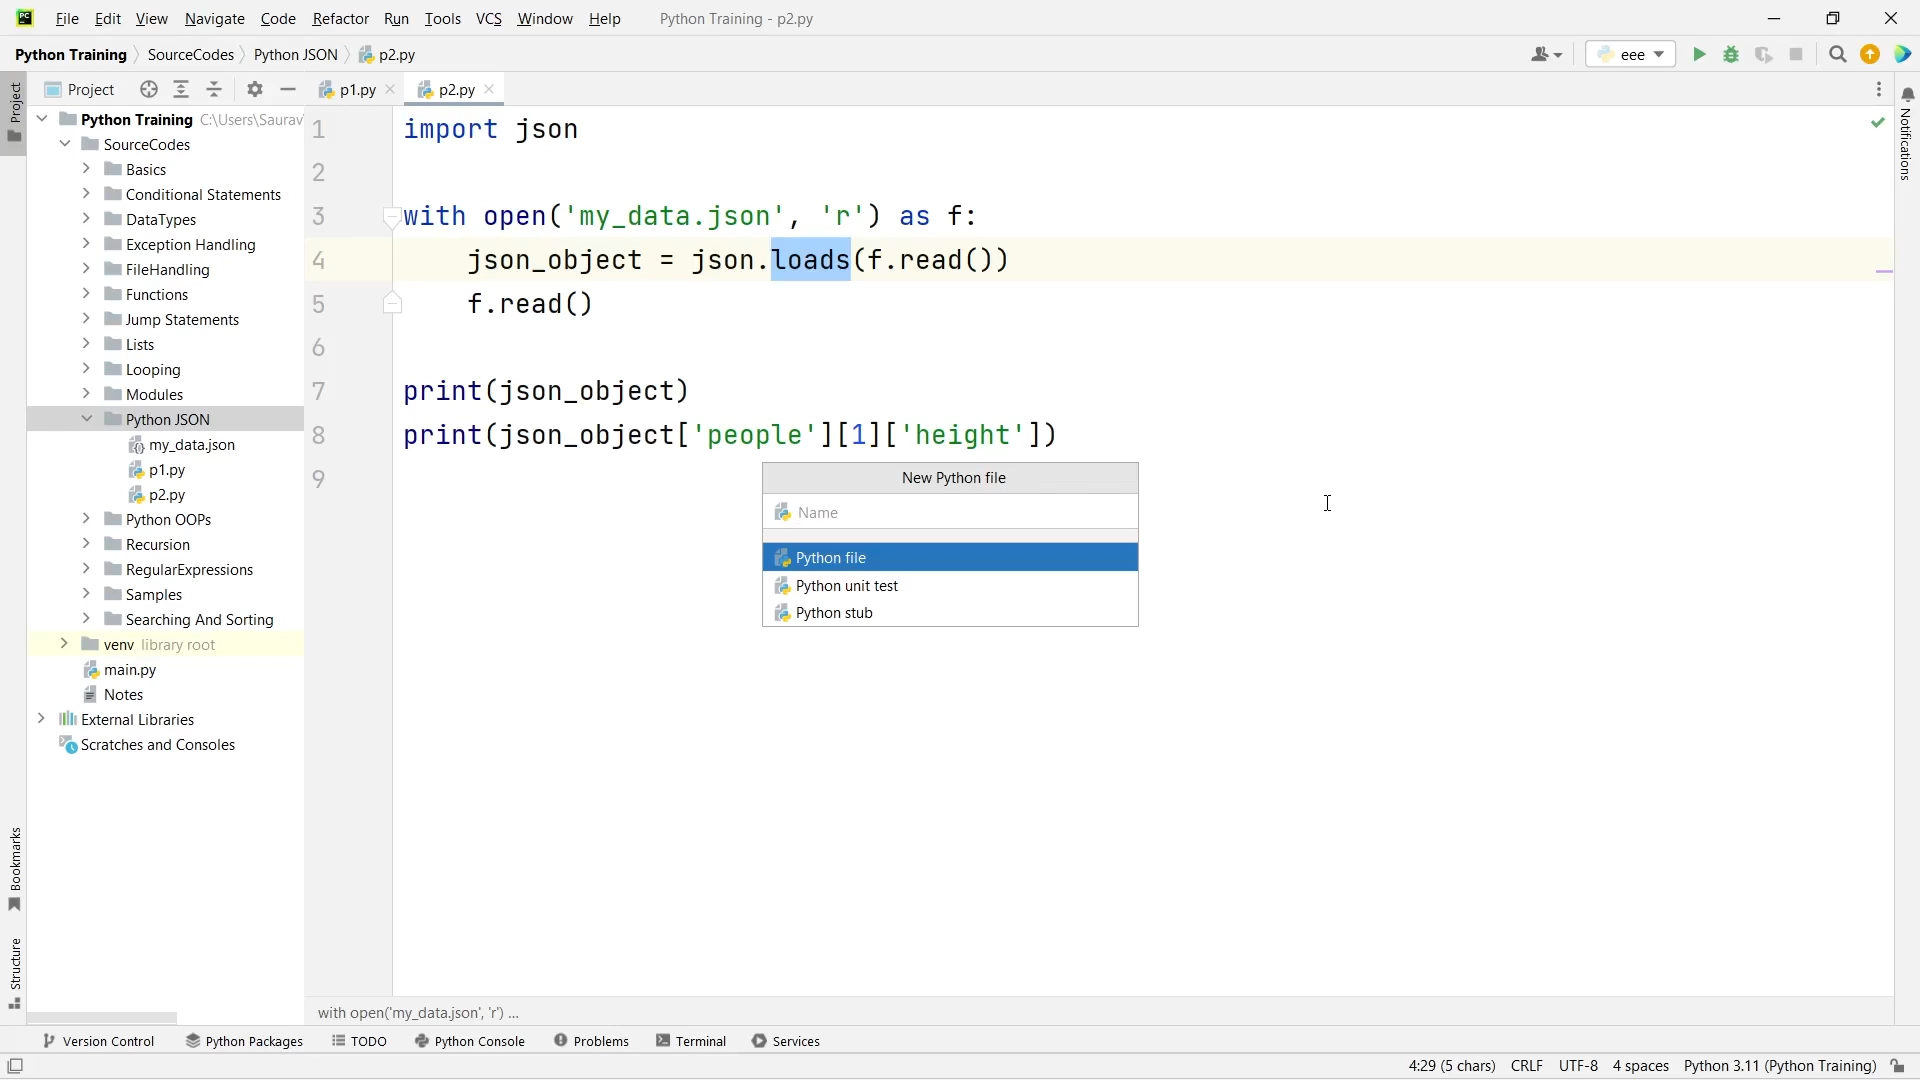 File Edit View Navigate Code Refactor Run Tools VCS Window Help Python Training - p2.py
Python Training SourceCodes Python JSON p2.py eee
Project p1.py p2.py
Project
Python Training C:\Users\Saurav
SourceCodes
Basics
Conditional Statements
DataTypes
Exception Handling
FileHandling
Functions
Jump Statements
Lists
Looping
Modules
Python JSON
my_data.json
p1.py
p2.py
Python OOPs
Recursion
RegularExpressions
Samples
Searching And Sorting
venv library root
main.py
Notes
External Libraries
Scratches and Consoles
Bookmarks
Structure
1 import json
2
3 with open('my_data.json', 'r') as f:
4 json_object = json.loads(f.read())
5 f.read()
6
7 print(json_object)
8 print(json_object['people'][1]['height'])
9
New Python file
Name
Python file
Python unit test
Python stub
Notifications
with open('my_data.json', 'r') ...
Version Control Python Packages TODO Python Console Problems Terminal Services
4:29 (5 chars) CRLF UTF-8 4 spaces Python 3.11 (Python Training)